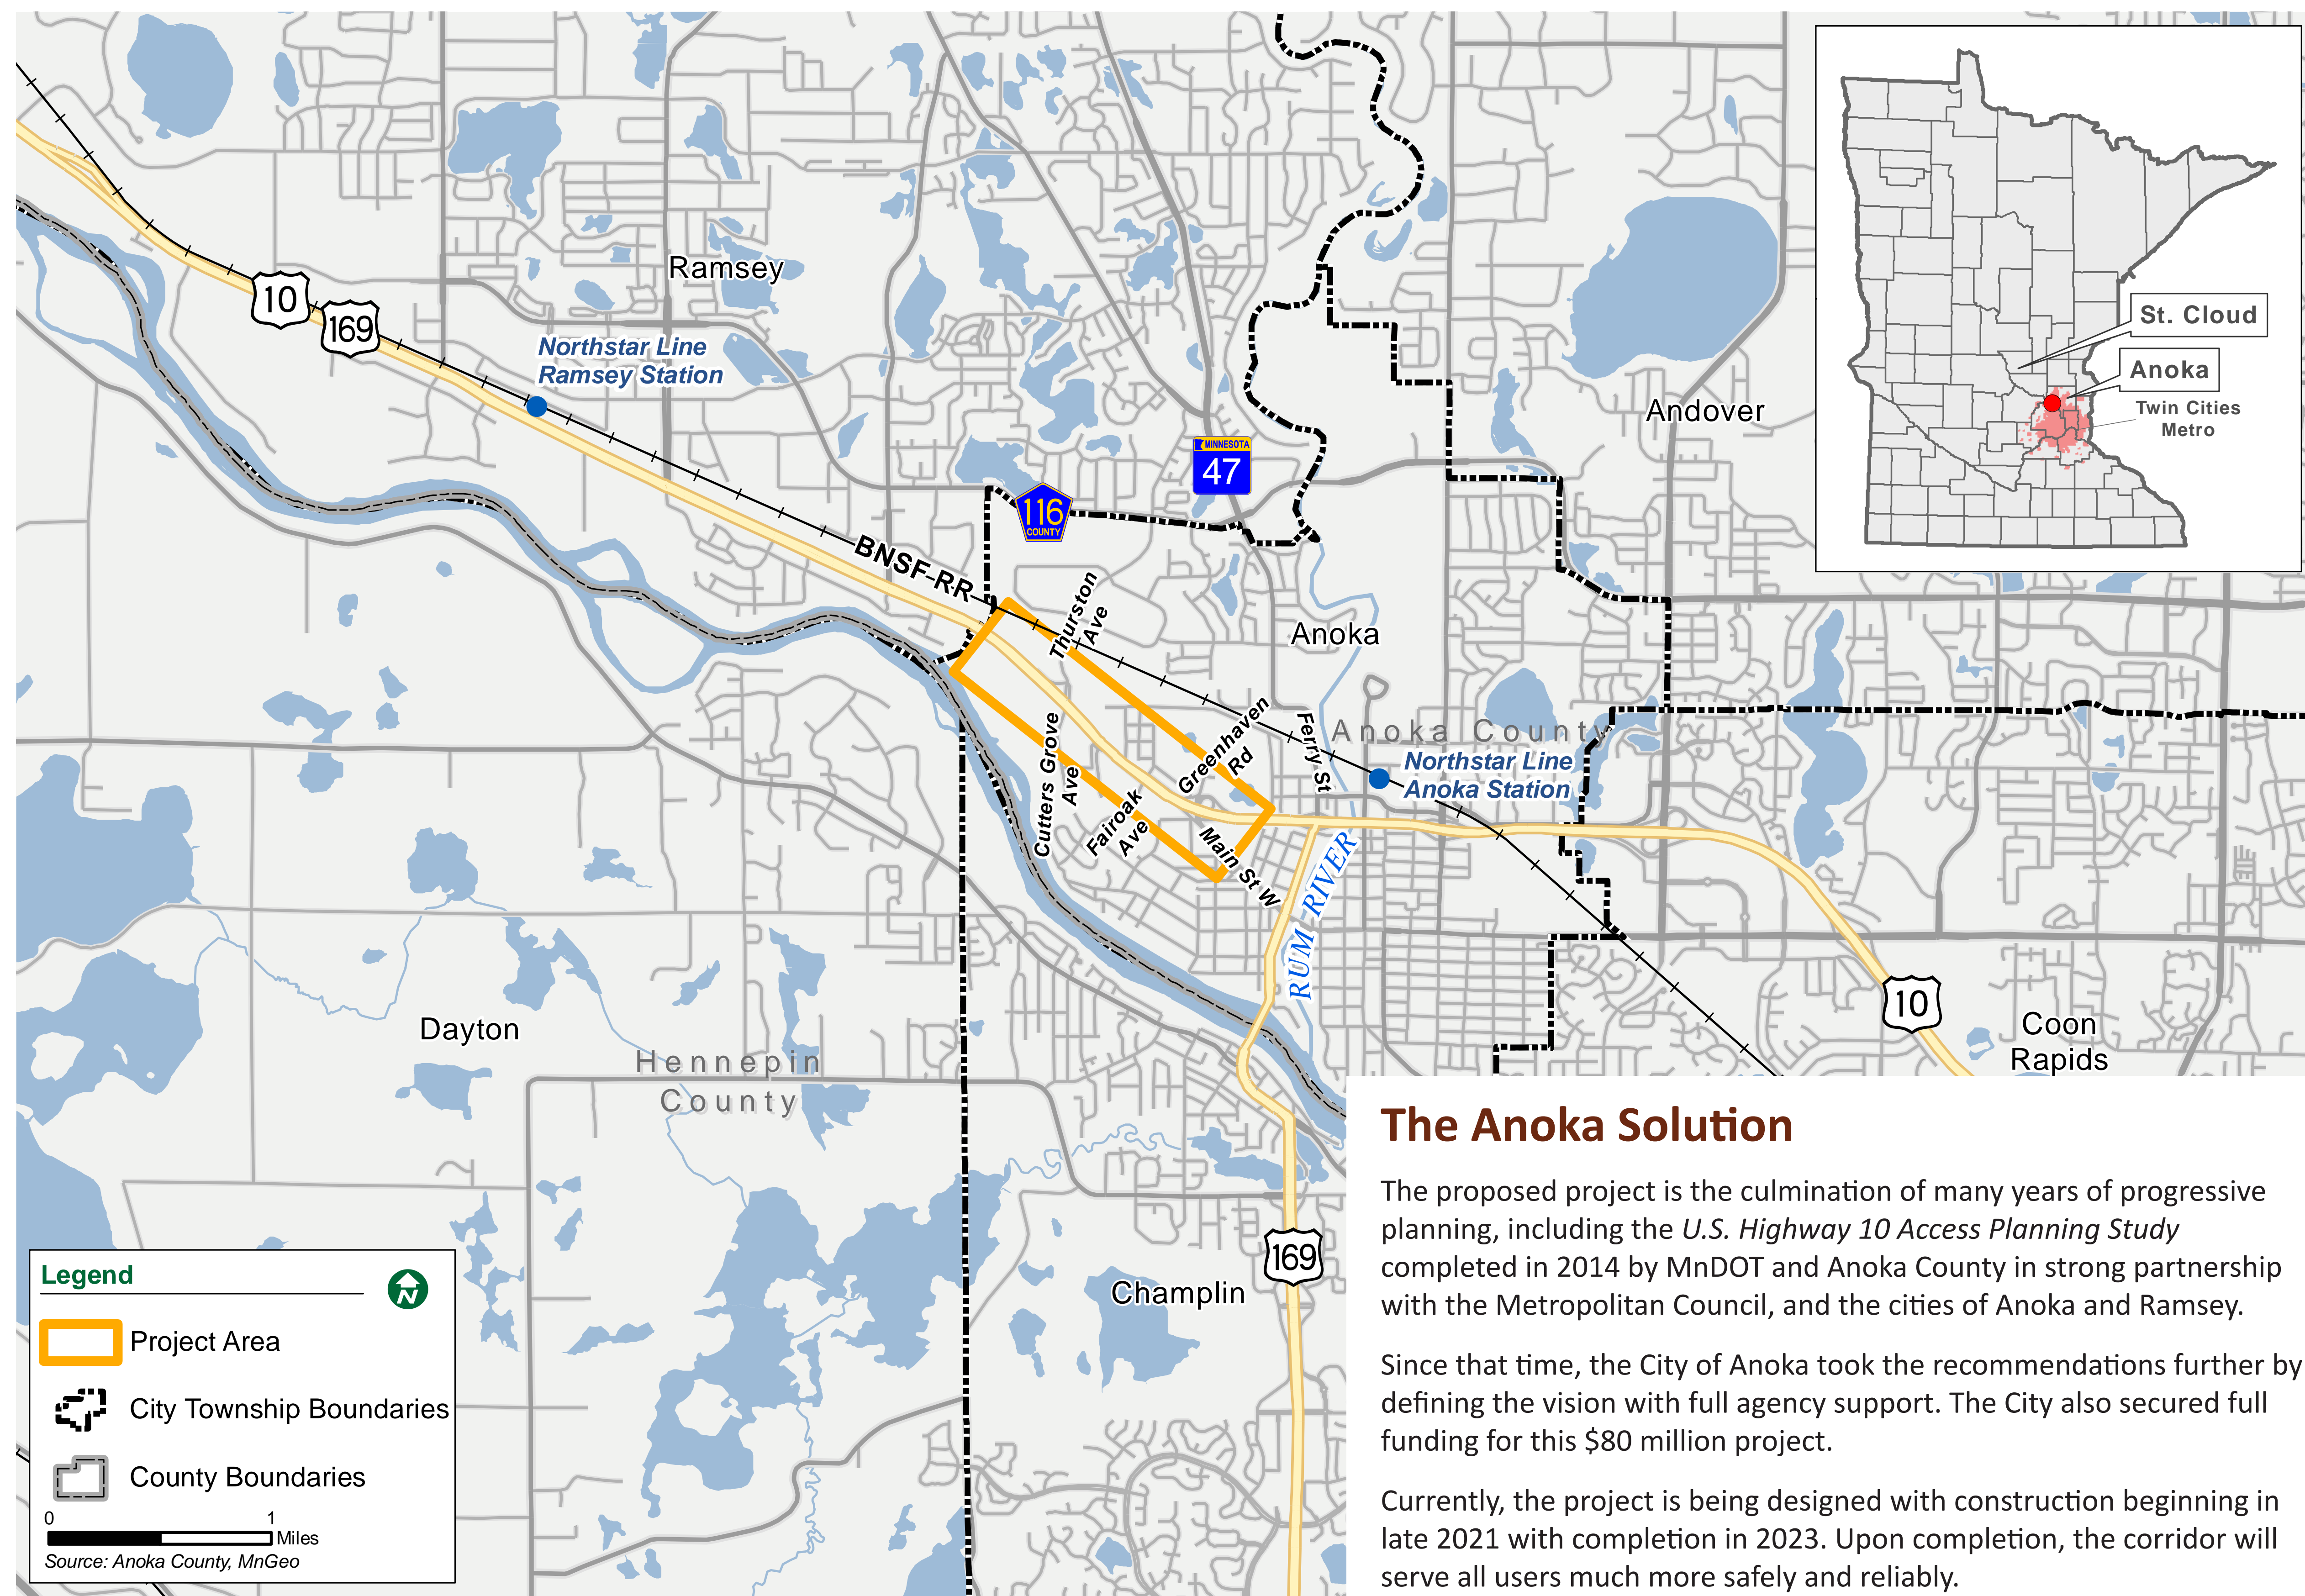 Ramsey
10
169
Northstar Line
Ramsey Station
MINNESOTA
47
116
COUNTY
BNSF-RR
Thurston
Ave
Anoka
Andover
Anoka County
Northstar Line
Anoka Station
Cutters Grove
Ave
Fairoak
Ave
Greenhaven
Rd
Ferry St
Main St W
RUM RIVER
Dayton
Hennepin
County
10
Coon
Rapids
Champlin
169
St. Cloud
Anoka
Twin Cities
Metro
Legend
N
Project Area
City Township Boundaries
County Boundaries
0 1
Miles
Source: Anoka County, MnGeo
The Anoka Solution
The proposed project is the culmination of many years of progressive
planning, including the U.S. Highway 10 Access Planning Study
completed in 2014 by MnDOT and Anoka County in strong partnership
with the Metropolitan Council, and the cities of Anoka and Ramsey.
Since that time, the City of Anoka took the recommendations further by
defining the vision with full agency support. The City also secured full
funding for this $80 million project.
Currently, the project is being designed with construction beginning in
late 2021 with completion in 2023. Upon completion, the corridor will
serve all users much more safely and reliably.